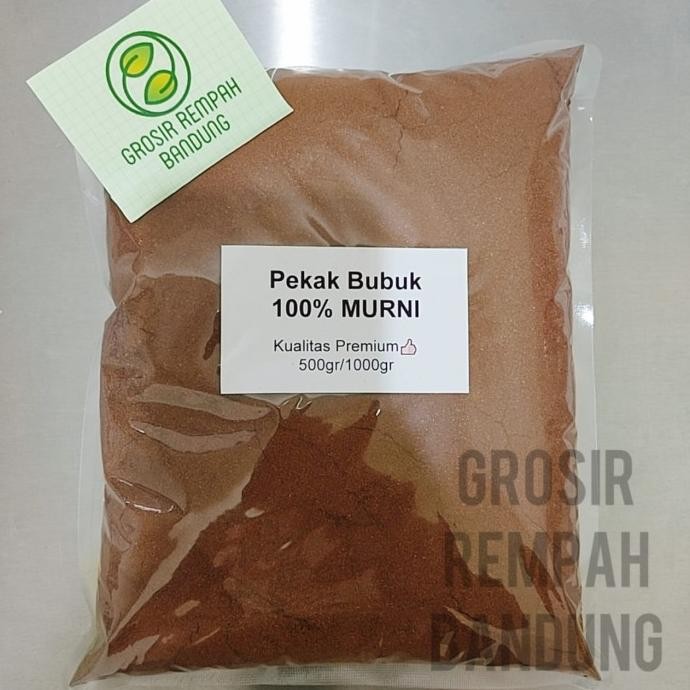 GROSIR REMPAH
BANDUNG
Pekak Bubuk
100% MURNI
Kualitas Premium👍
500gr/1000gr
GROSIR
REMPAH
BANDUNG